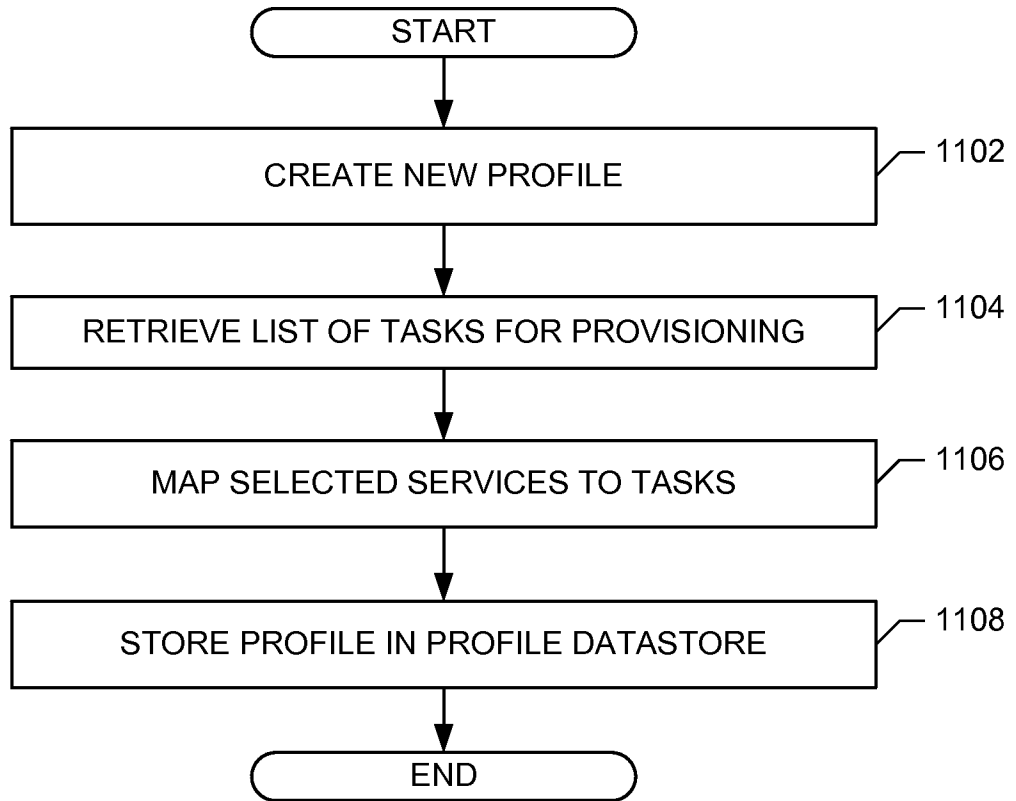 START
CREATE NEW PROFILE
1102
RETRIEVE LIST OF TASKS FOR PROVISIONING
1104
MAP SELECTED SERVICES TO TASKS
1106
STORE PROFILE IN PROFILE DATASTORE
1108
END